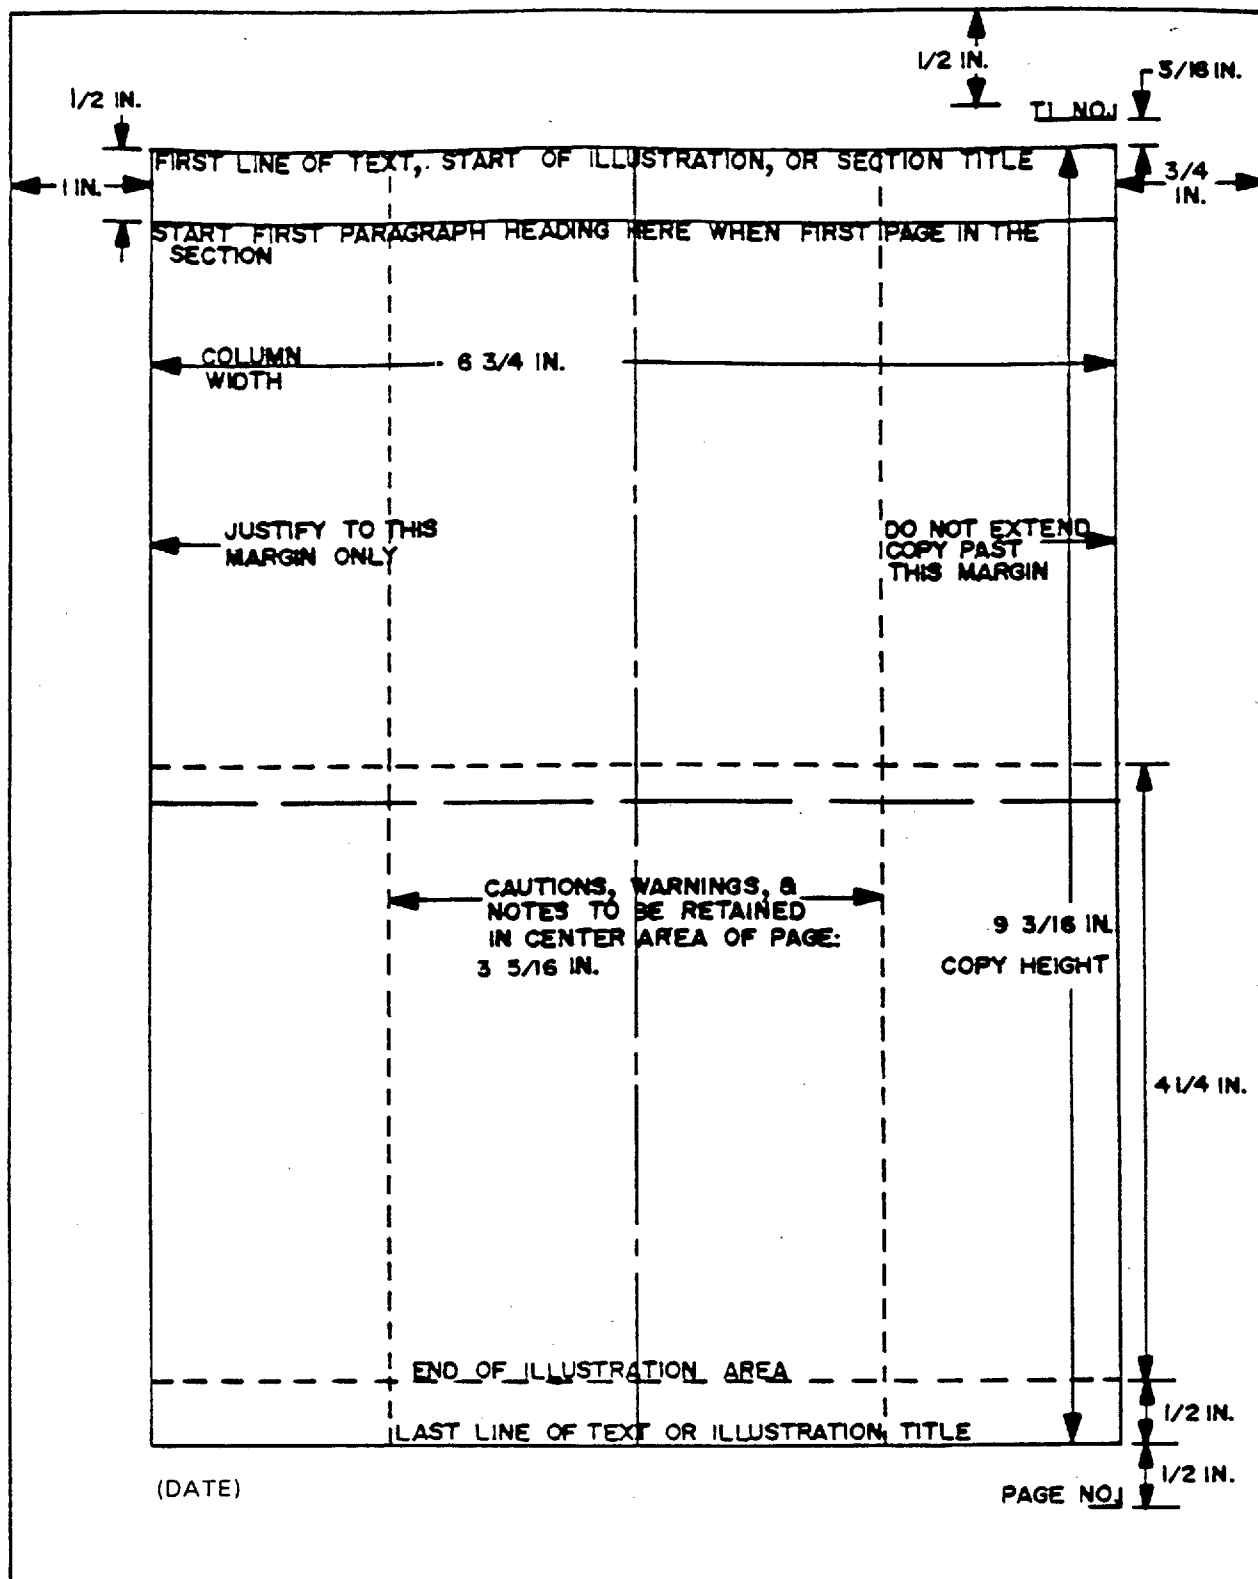 1/2 IN.
3/16 IN.
1/2 IN.
TI NO.
FIRST LINE OF TEXT, START OF ILLUSTRATION, OR SECTION TITLE
1 IN.
3/4
IN.
START FIRST PARAGRAPH HEADING HERE WHEN FIRST PAGE IN THE
SECTION
COLUMN
WIDTH
6 3/4 IN.
JUSTIFY TO THIS
MARGIN ONLY
DO NOT EXTEND
COPY PAST
THIS MARGIN
CAUTIONS, WARNINGS, &
NOTES TO BE RETAINED
IN CENTER AREA OF PAGE:
3 5/16 IN.
9 3/16 IN.
COPY HEIGHT
4 1/4 IN.
END OF ILLUSTRATION AREA
1/2 IN.
LAST LINE OF TEXT OR ILLUSTRATION TITLE
1/2 IN.
(DATE)
PAGE NO.